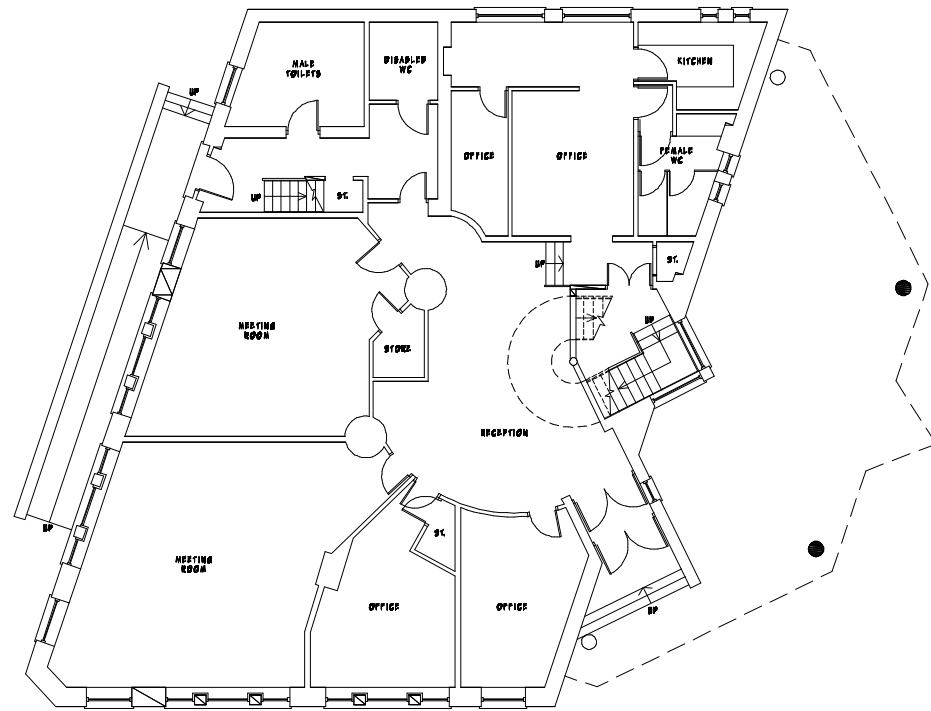 MALE
TOILETS
DISABLED
WC
KITCHEN
UP
OFFICE
OFFICE
FEMALE
WC
UP
ST.
UP
ST.
UP
MEETING
ROOM
STORE
RECEPTION
UP
ST.
MEETING
ROOM
OFFICE
OFFICE
UP